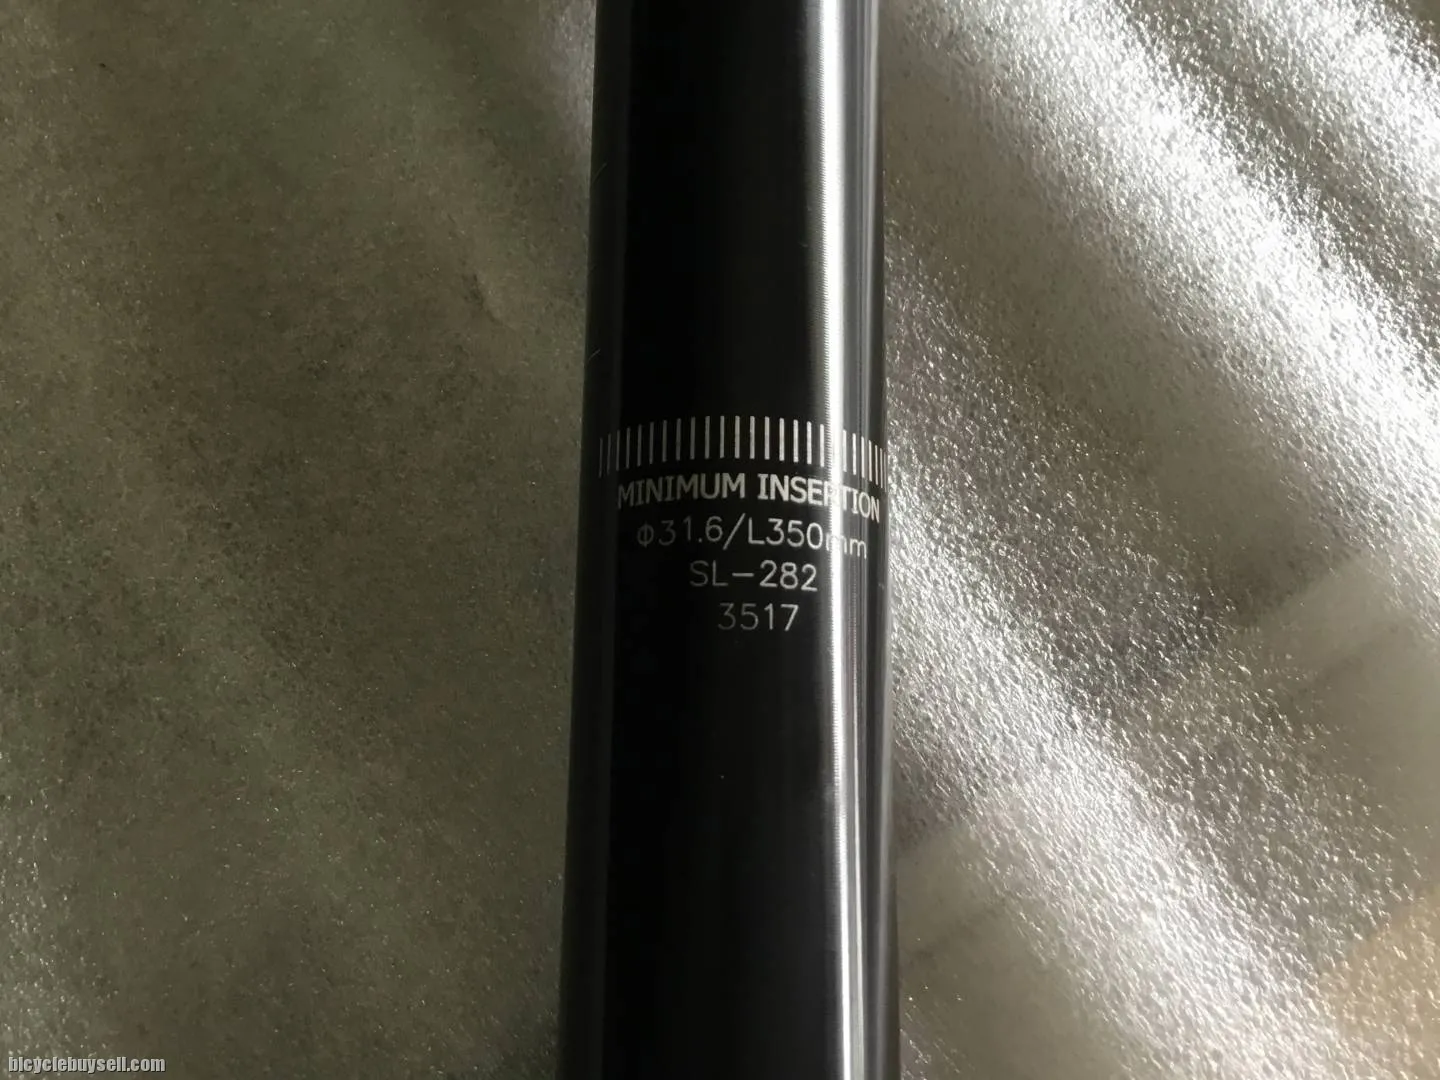 MINIMUM INSERTION
Φ31.6/L350mm
SL-282
3517
bicyclebuysell.com